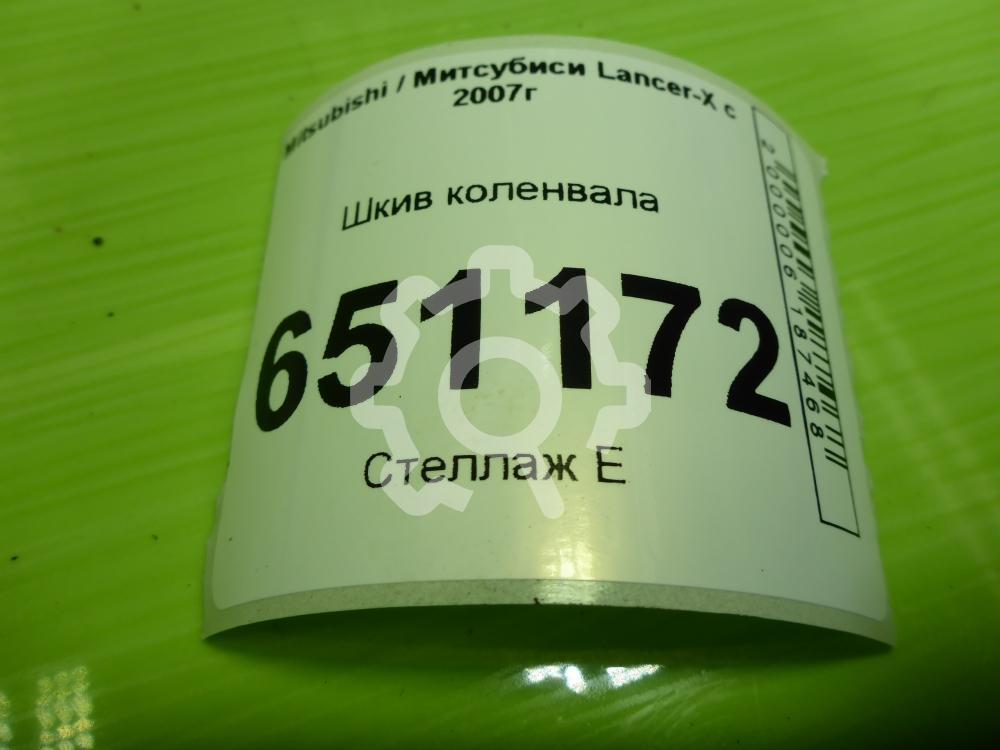 Mitsubishi / Митсубиси Lancer-X с
2007г
Шкив коленвала
651172
Стеллаж Е
2000006187468